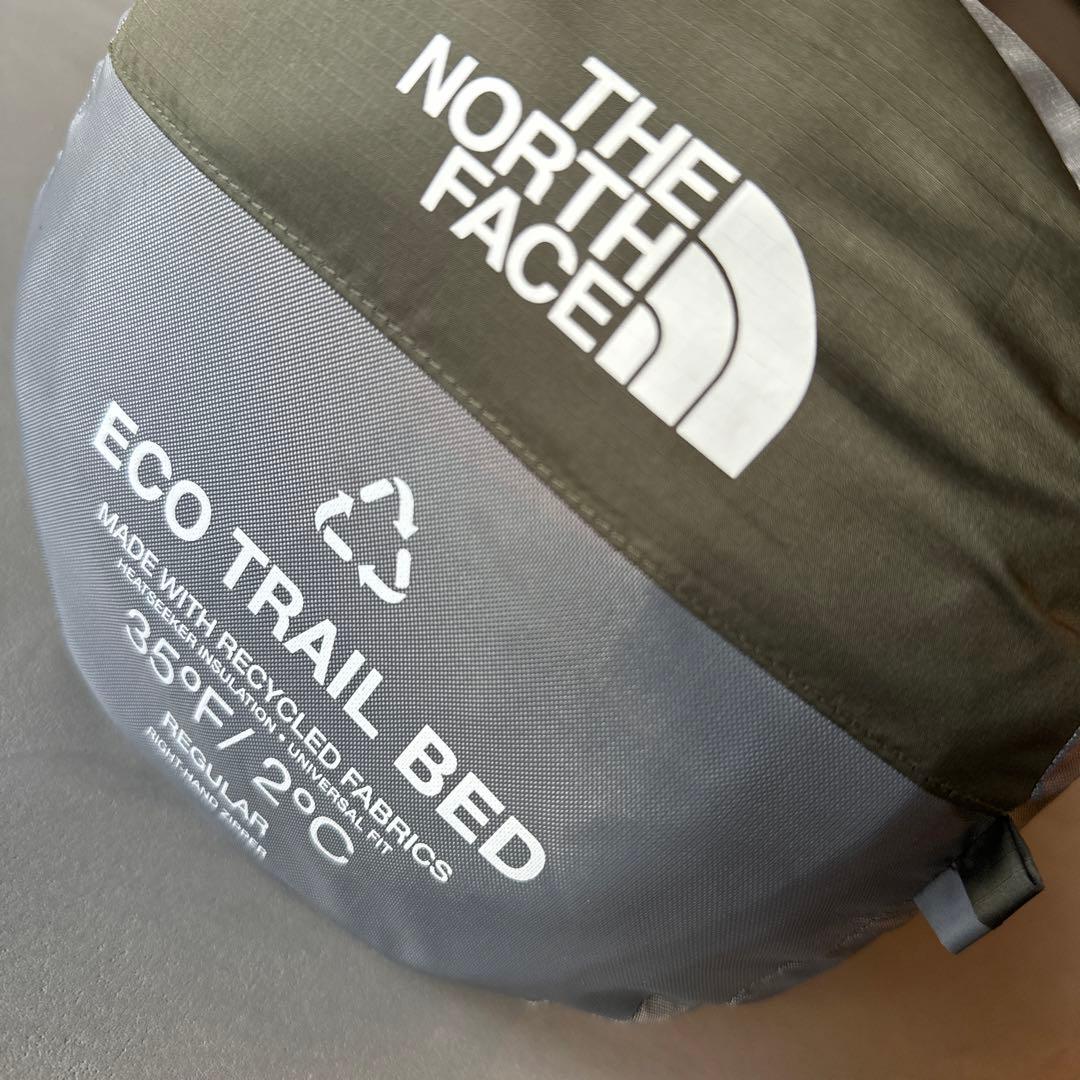 THE
NORTH
FACE
ECO TRAIL BED
MADE WITH RECYCLED FABRICS
HEATSEEKER INSULATION • UNIVERSAL FIT
35°F/ 2°C
REGULAR
RIGHT-HAND ZIPPER